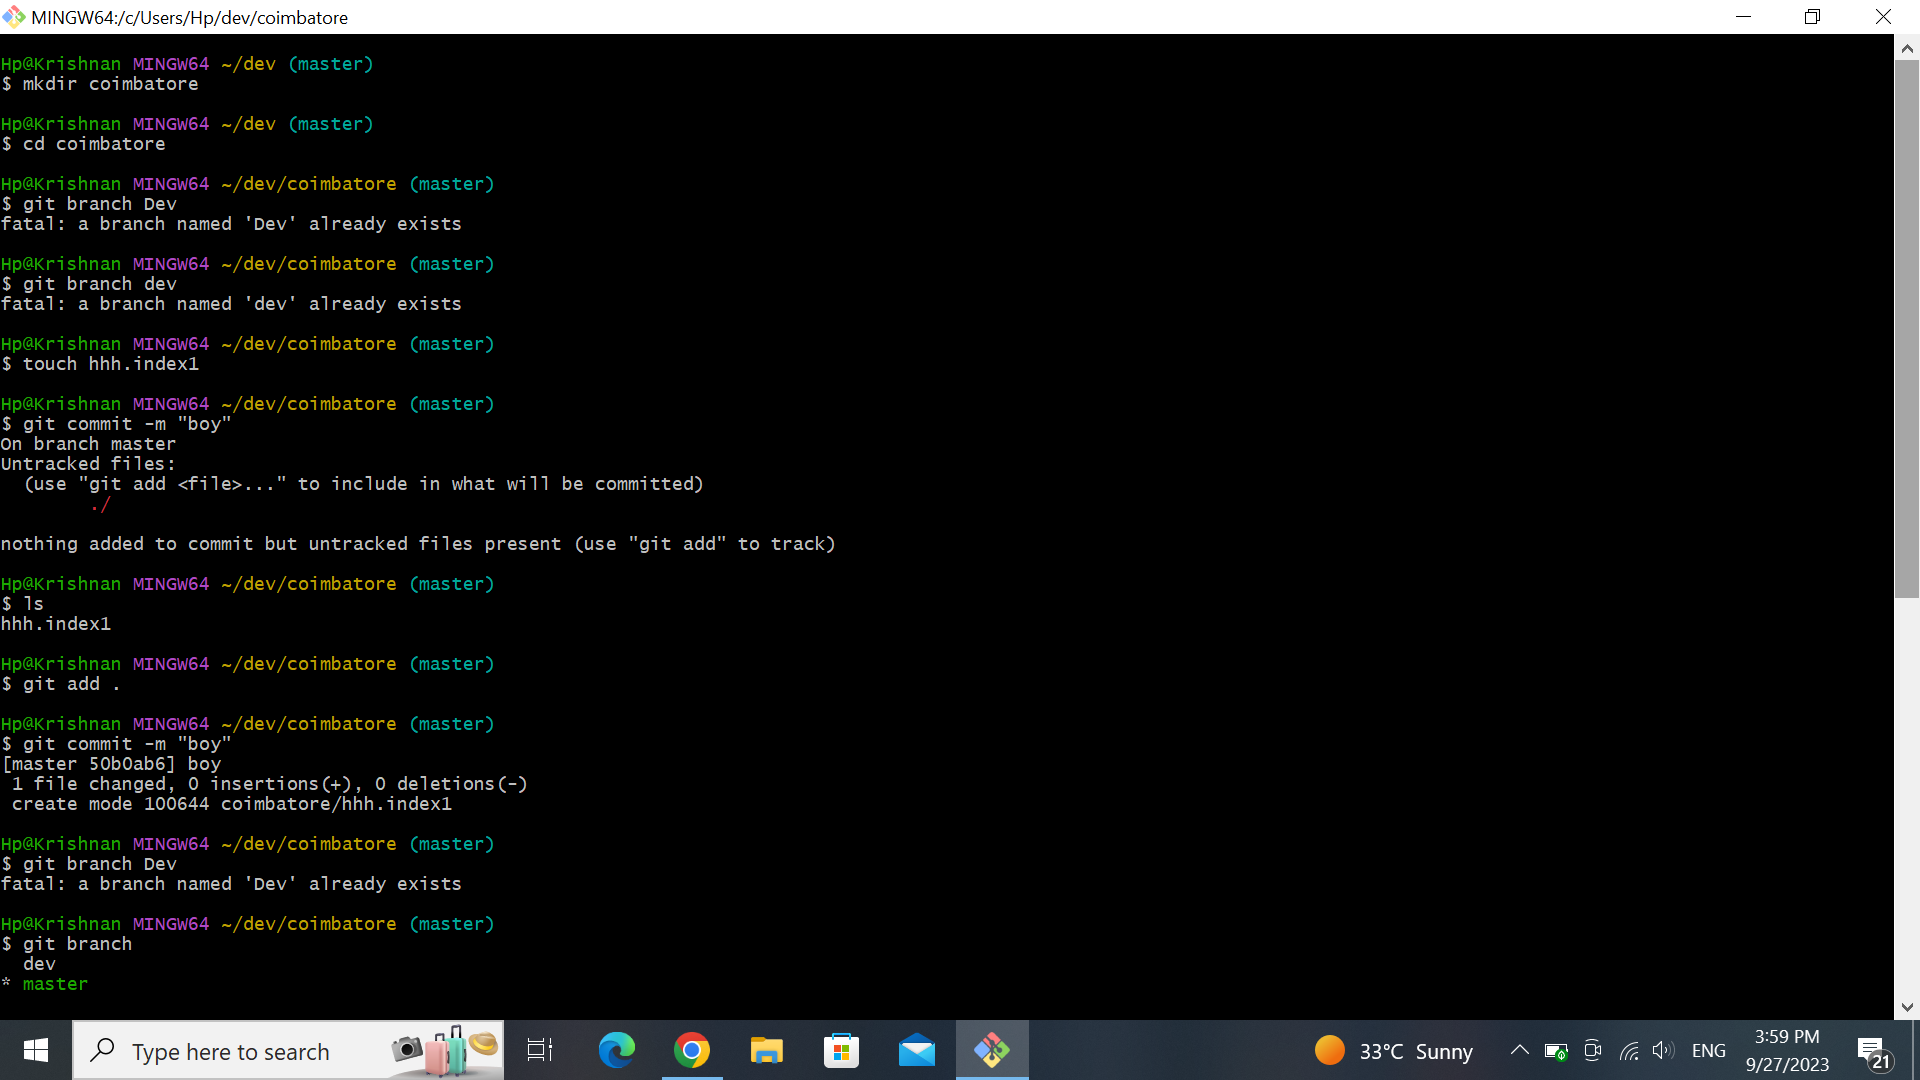 MINGW64:/c/Users/Hp/dev/coimbatore
Hp@Krishnan MINGW64 ~/dev (master)
$ mkdir coimbatore
Hp@Krishnan MINGW64 ~/dev (master)
$ cd coimbatore
Hp@Krishnan MINGW64 ~/dev/coimbatore (master)
$ git branch Dev
fatal: a branch named 'Dev' already exists
Hp@Krishnan MINGW64 ~/dev/coimbatore (master)
$ git branch dev
fatal: a branch named 'dev' already exists
Hp@Krishnan MINGW64 ~/dev/coimbatore (master)
$ touch hhh.index1
Hp@Krishnan MINGW64 ~/dev/coimbatore (master)
$ git commit -m "boy"
On branch master
Untracked files:
  (use "git add <file>..." to include in what will be committed)
        ./
nothing added to commit but untracked files present (use "git add" to track)
Hp@Krishnan MINGW64 ~/dev/coimbatore (master)
$ ls
hhh.index1
Hp@Krishnan MINGW64 ~/dev/coimbatore (master)
$ git add .
Hp@Krishnan MINGW64 ~/dev/coimbatore (master)
$ git commit -m "boy"
[master 50b0ab6] boy
 1 file changed, 0 insertions(+), 0 deletions(-)
 create mode 100644 coimbatore/hhh.index1
Hp@Krishnan MINGW64 ~/dev/coimbatore (master)
$ git branch Dev
fatal: a branch named 'Dev' already exists
Hp@Krishnan MINGW64 ~/dev/coimbatore (master)
$ git branch
  dev
* master
Type here to search
33°C Sunny
ENG
3:59 PM
9/27/2023
21